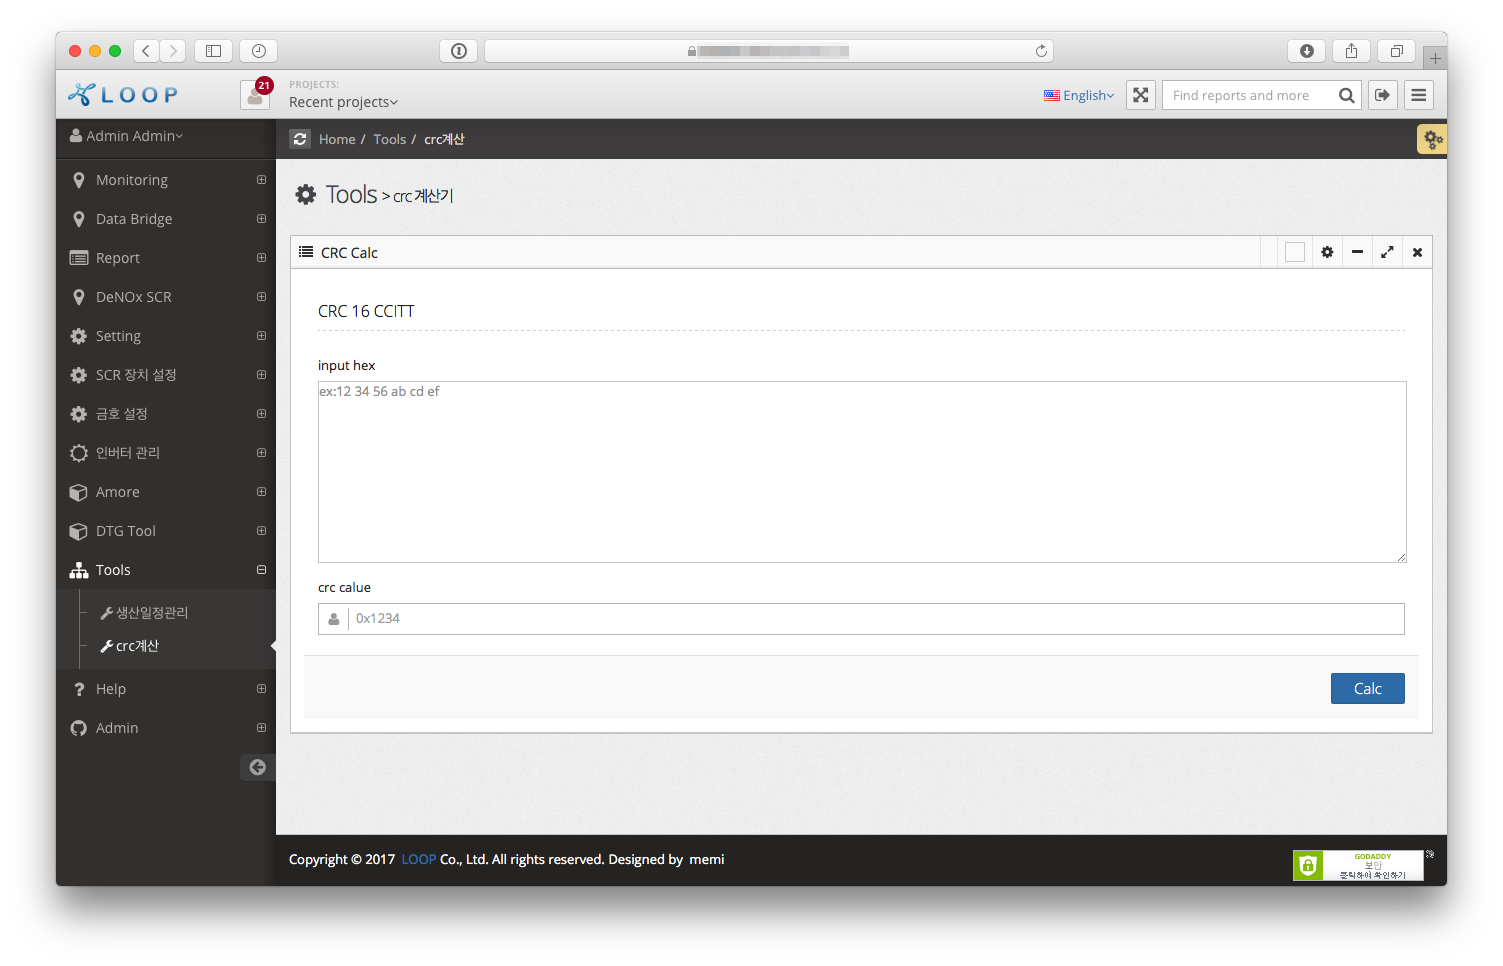 LOOP
21
PROJECTS:
Recent projects
English
Find reports and more
Admin Admin
Home / Tools / crc계산
Monitoring
Data Bridge
Report
DeNOx SCR
Setting
SCR 장치 설정
금호 설정
인버터 관리
Amore
DTG Tool
Tools
생산일정관리
crc계산
Help
Admin
Tools > crc 계산기
CRC Calc
CRC 16 CCITT
input hex
ex:12 34 56 ab cd ef
crc calue
0x1234
Calc
Copyright © 2017 LOOP Co., Ltd. All rights reserved. Designed by memi
GODADDY
보안
클릭하여 확인하기